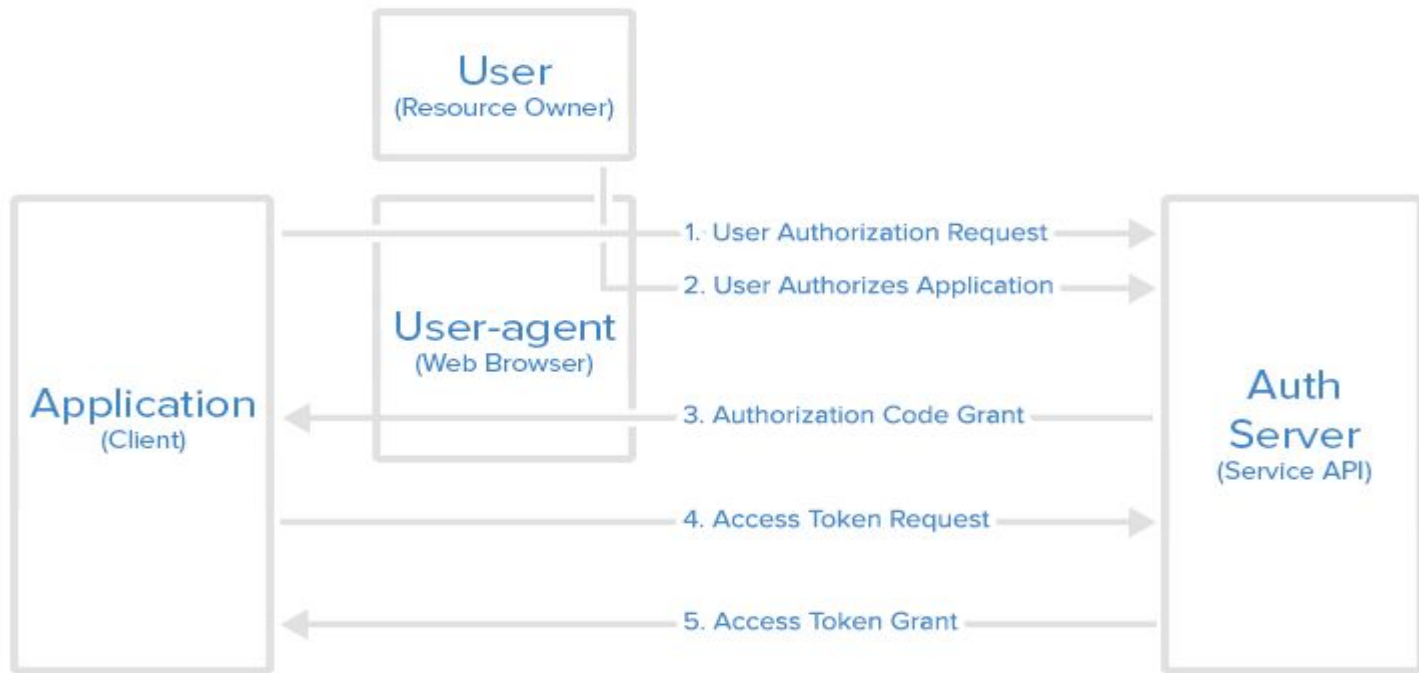 User
(Resource Owner)
1. User Authorization Request
2. User Authorizes Application
User-agent
(Web Browser)
Application
(Client)
3. Authorization Code Grant
Auth
Server
(Service API)
4. Access Token Request
5. Access Token Grant